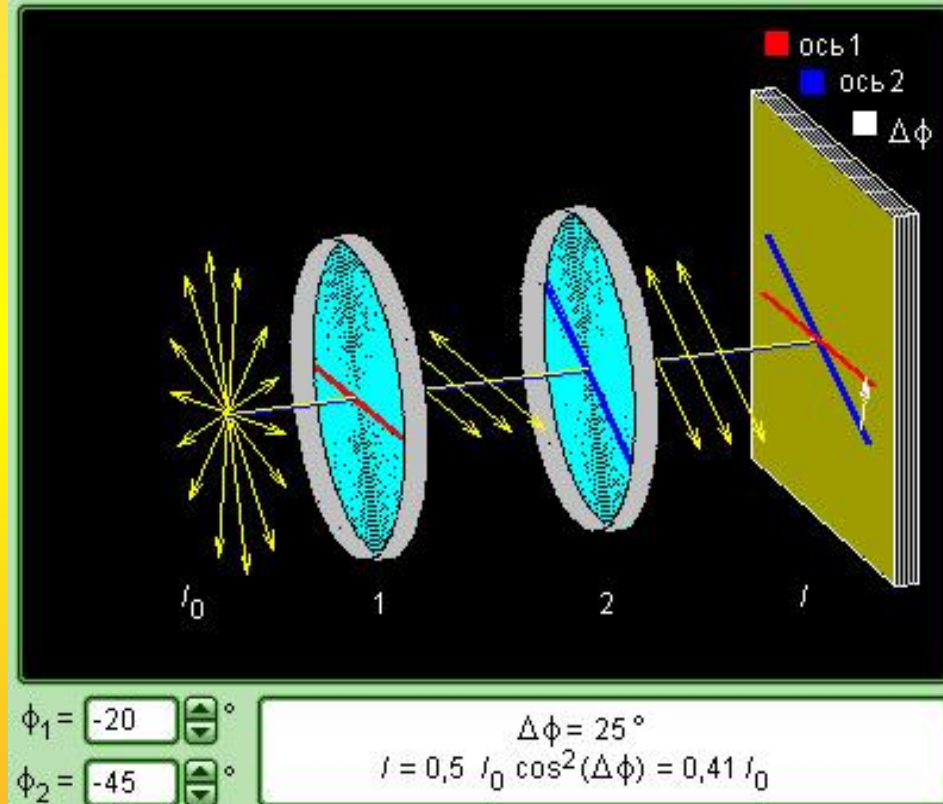 ось 1
ось 2
Δϕ
I₀ 1 2 I
ϕ₁ = -20 °
ϕ₂ = -45 °
Δϕ = 25 °
I = 0,5 I₀ cos²(Δϕ) = 0,41 I₀